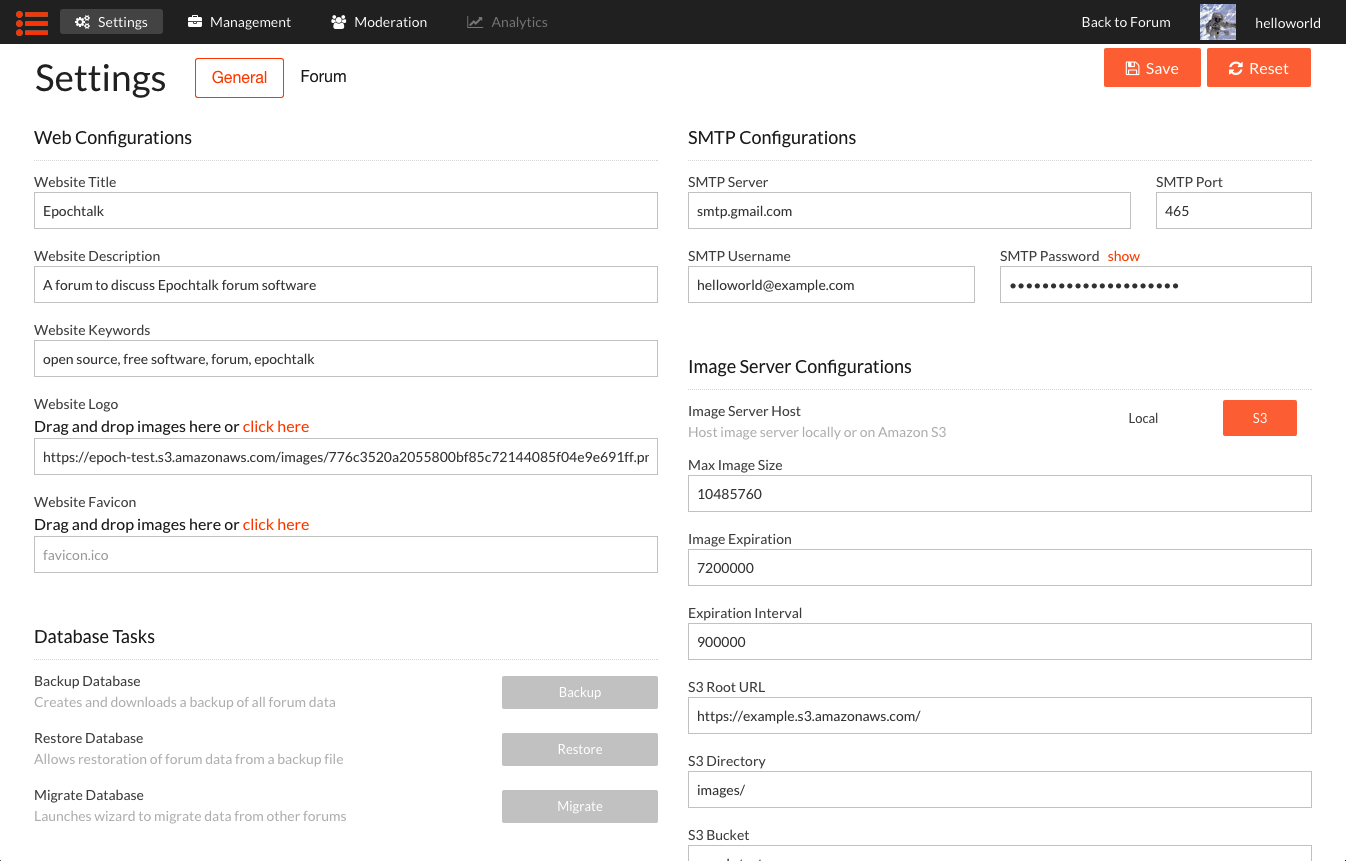 Settings
Management
Moderation
Analytics
Back to Forum
helloworld
Settings
General
Forum
Save
Reset
Web Configurations
Website Title
Epochtalk
Website Description
A forum to discuss Epochtalk forum software
Website Keywords
open source, free software, forum, epochtalk
Website Logo
Drag and drop images here or click here
https://epoch-test.s3.amazonaws.com/images/776c3520a2055800bf85c72144085f04e9e691ff.pr
Website Favicon
Drag and drop images here or click here
favicon.ico
Database Tasks
Backup Database
Creates and downloads a backup of all forum data
Backup
Restore Database
Allows restoration of forum data from a backup file
Restore
Migrate Database
Launches wizard to migrate data from other forums
Migrate
SMTP Configurations
SMTP Server
smtp.gmail.com
SMTP Port
465
SMTP Username
helloworld@example.com
SMTP Password show
Image Server Configurations
Image Server Host
Host image server locally or on Amazon S3
Local
S3
Max Image Size
10485760
Image Expiration
7200000
Expiration Interval
900000
S3 Root URL
https://example.s3.amazonaws.com/
S3 Directory
images/
S3 Bucket